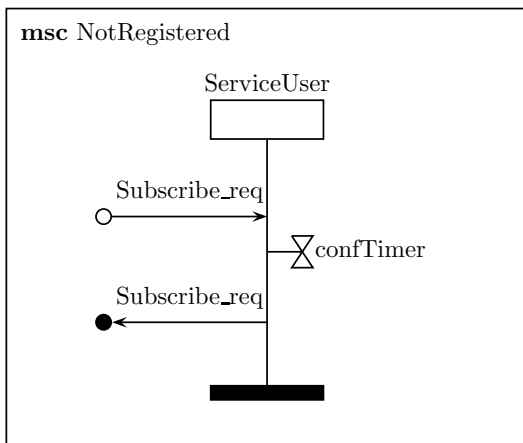 msc NotRegistered
ServiceUser
Subscribe_req
confTimer
Subscribe_req